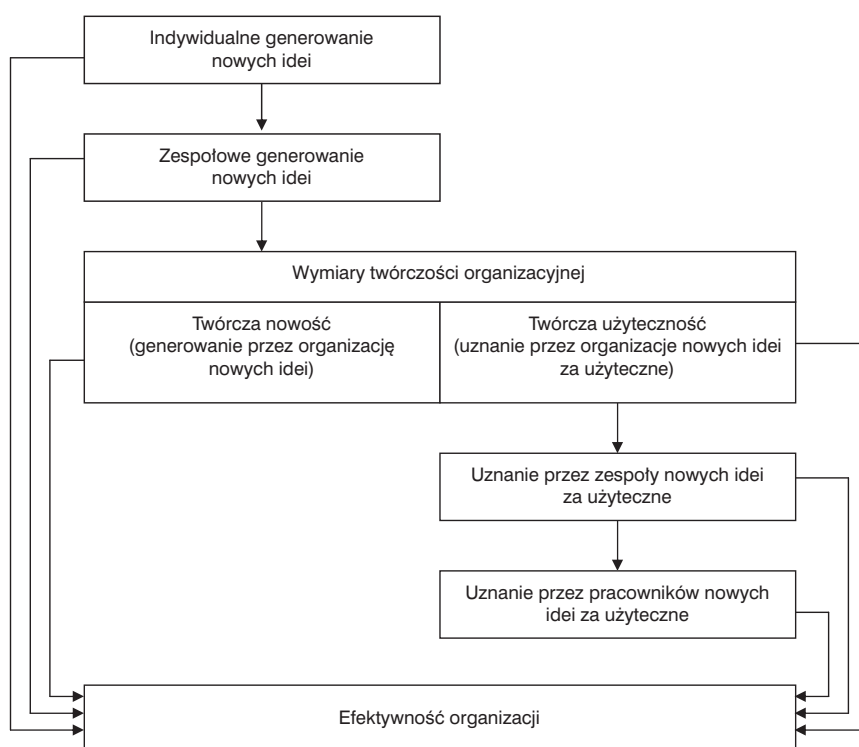 Indywidualne generowanie
nowych idei
Zespołowe generowanie
nowych idei
Wymiary twórczości organizacyjnej
Twórcza nowość
(generowanie przez organizację
nowych idei)
Twórcza użyteczność
(uznanie przez organizacje nowych idei
za użyteczne)
Uznanie przez zespoły nowych idei
za użyteczne
Uznanie przez pracowników nowych
idei za użyteczne
Efektywność organizacji